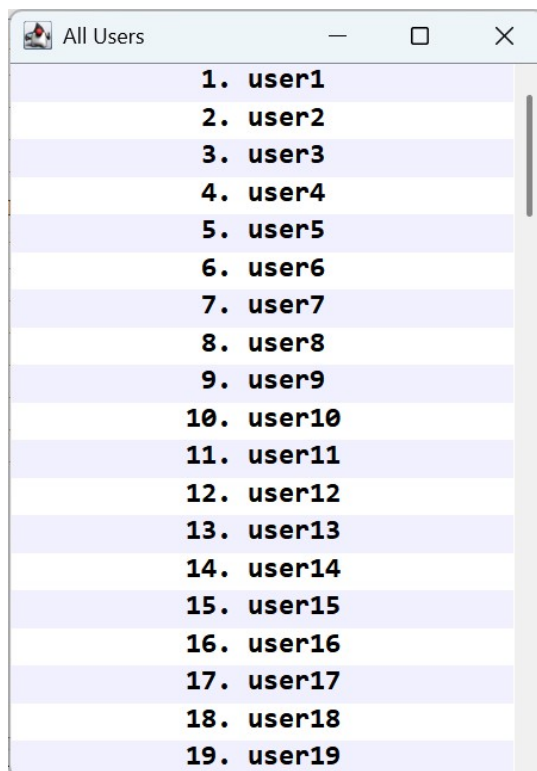 All Users
1. user1
2. user2
3. user3
4. user4
5. user5
6. user6
7. user7
8. user8
9. user9
10. user10
11. user11
12. user12
13. user13
14. user14
15. user15
16. user16
17. user17
18. user18
19. user19